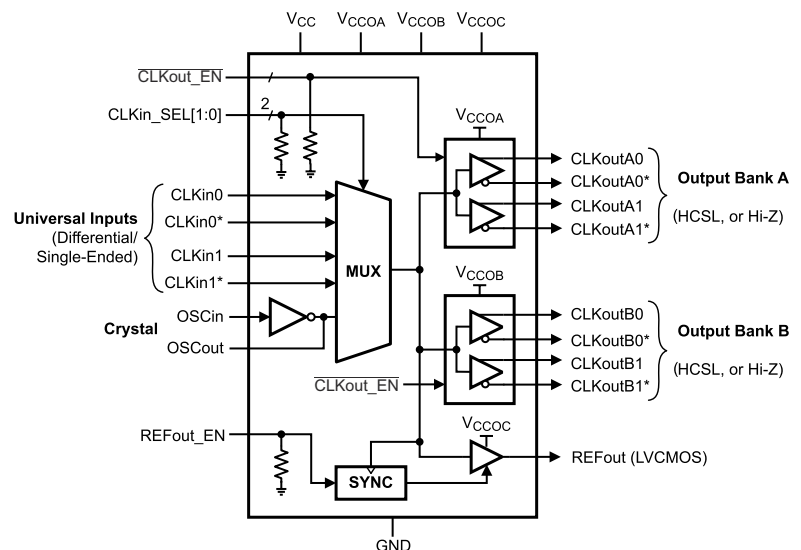 VCC VCCOA VCCOB VCCOC
CLKout_EN
CLKin_SEL[1:0]
2
VCCOA
CLKoutA0
CLKoutA0*
CLKoutA1
CLKoutA1*
Output Bank A
(HCSL, or Hi-Z)
Universal Inputs
(Differential/
Single-Ended)
CLKin0
CLKin0*
CLKin1
CLKin1*
MUX
Crystal
OSCin
OSCout
VCCOB
CLKoutB0
CLKoutB0*
CLKoutB1
CLKoutB1*
Output Bank B
(HCSL, or Hi-Z)
CLKout_EN
REFout_EN
SYNC
VCCOC
REFout (LVCMOS)
GND